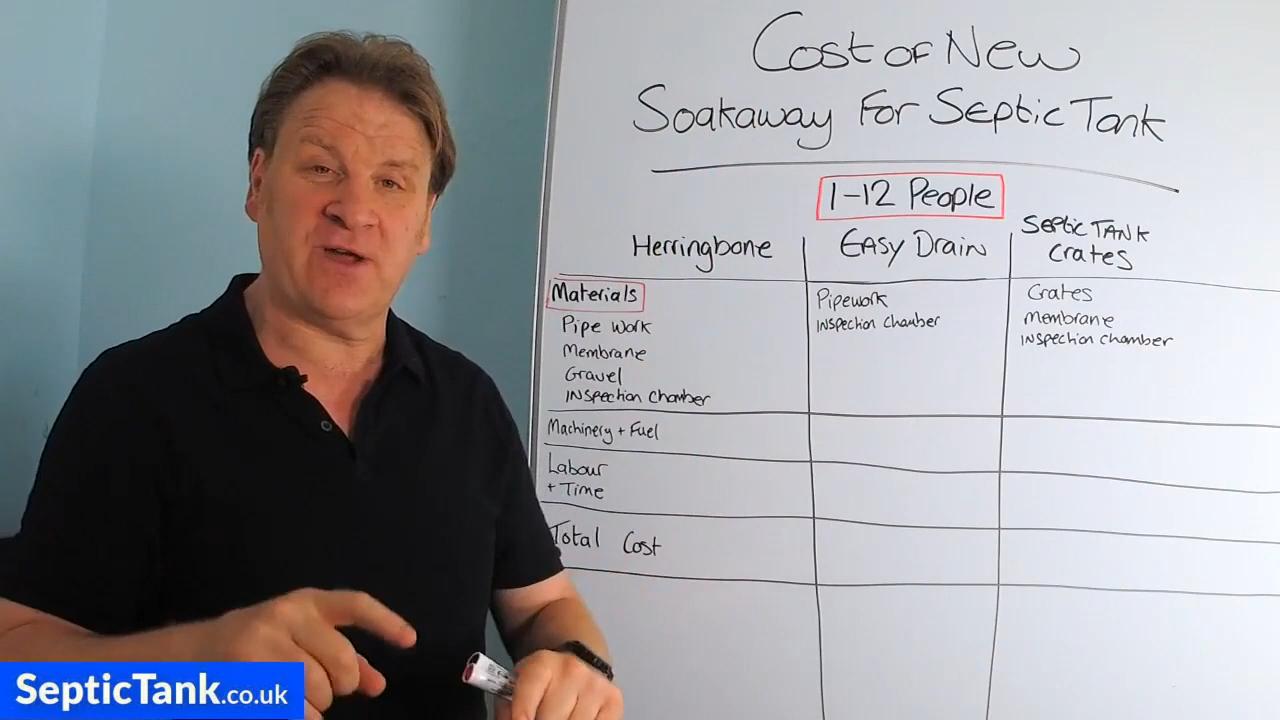 Cost of New
Soakaway For Septic Tank
1-12 People
Herringbone
EASY Drain
SEPTIC TANK
Crates
Materials
Pipe Work
Membrane
Gravel
INSpection Chamber
Pipework
INSpection chamber
Crates
Membrane
INSpection chamber
Machinery + Fuel
Labour
+ Time
Total Cost
SepticTank.co.uk